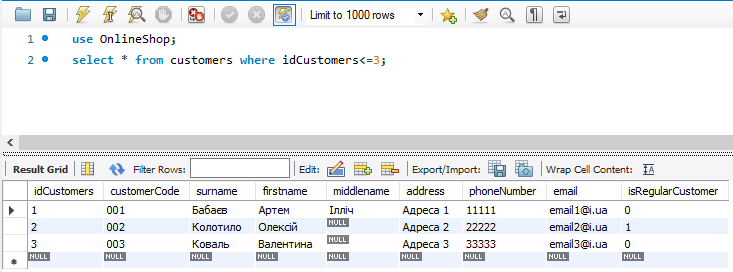 Limit to 1000 rows
1 use OnlineShop;
2 select * from customers where idCustomers<=3;
Result Grid Filter Rows: Edit: Export/Import: Wrap Cell Content: IA
idCustomers customerCode surname firstname middlename address phoneNumber email isRegularCustomer
1 001 Бабаєв Артем Ілліч Адреса 1 11111 email1@i.ua 0
2 002 Колотило Олексій NULL Адреса 2 22222 email2@i.ua 1
3 003 Коваль Валентина NULL Адреса 3 33333 email3@i.ua 0
NULL NULL NULL NULL NULL NULL NULL NULL NULL